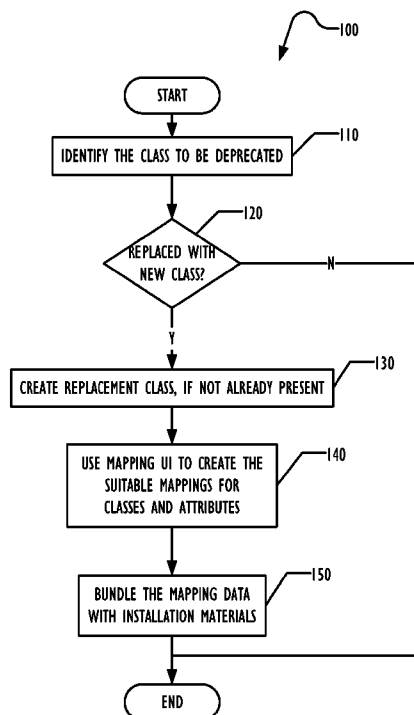 100
START
110
IDENTIFY THE CLASS TO BE DEPRECATED
120
REPLACED WITH
NEW CLASS?
N
Y
130
CREATE REPLACEMENT CLASS, IF NOT ALREADY PRESENT
140
USE MAPPING UI TO CREATE THE
SUITABLE MAPPINGS FOR
CLASSES AND ATTRIBUTES
150
BUNDLE THE MAPPING DATA
WITH INSTALLATION MATERIALS
END